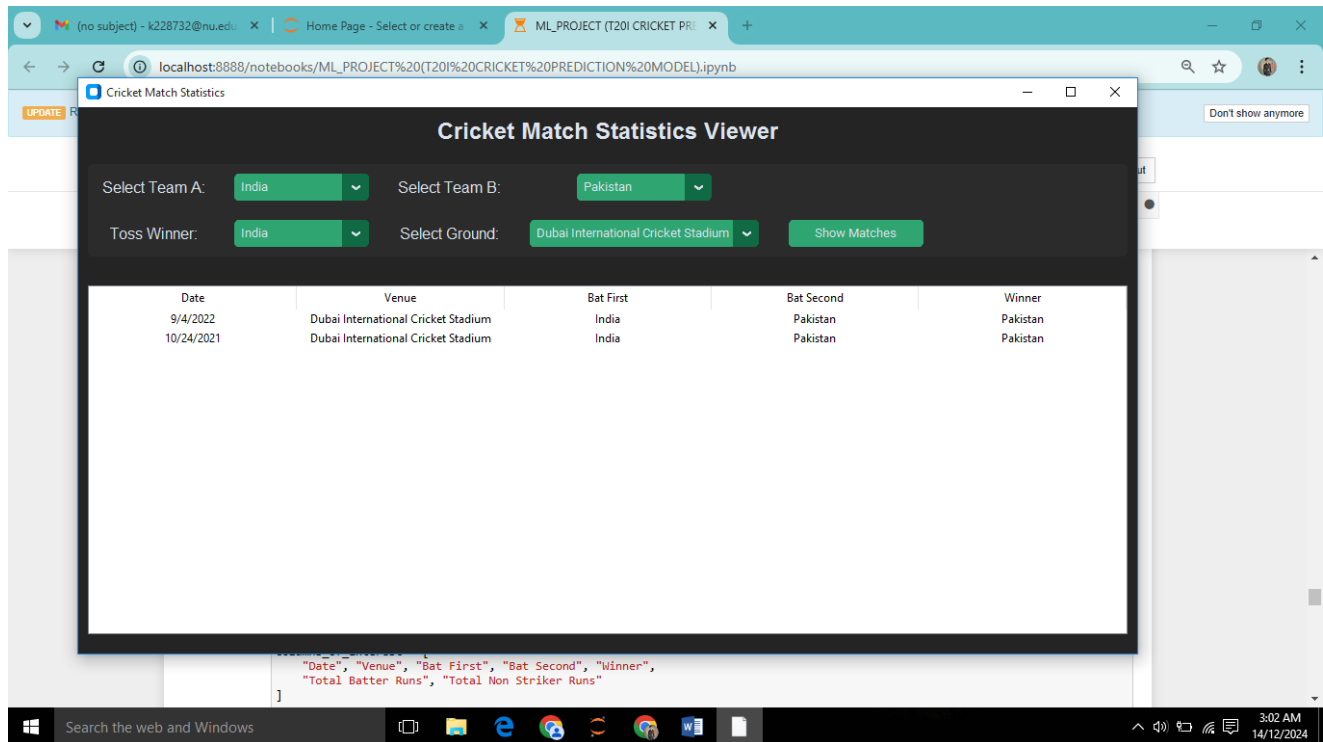 (no subject) - k228732@nu.edu Home Page - Select or create a ML_PROJECT (T20I CRICKET PRE
localhost:8888/notebooks/ML_PROJECT%20(T20I%20CRICKET%20PREDICTION%20MODEL).ipynb
Cricket Match Statistics
UPDATE R Don't show anymore
Cricket Match Statistics Viewer
ut
Select Team A: India Select Team B: Pakistan
Toss Winner: India Select Ground: Dubai International Cricket Stadium Show Matches
Date Venue Bat First Bat Second Winner
9/4/2022 Dubai International Cricket Stadium India Pakistan Pakistan
10/24/2021 Dubai International Cricket Stadium India Pakistan Pakistan
"Date", "Venue", "Bat First", "Bat Second", "Winner",
"Total Batter Runs", "Total Non Striker Runs"
]
Search the web and Windows 3:02 AM
14/12/2024